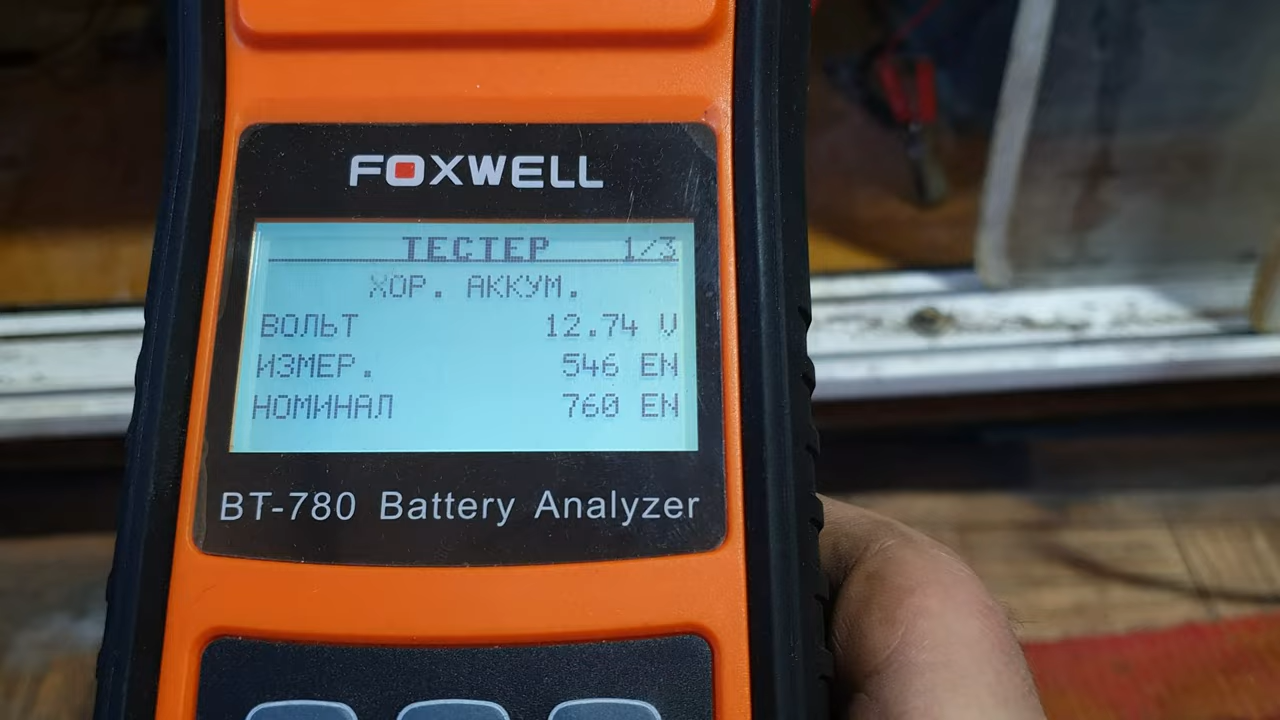 FOXWELL
ТЕСТЕР 1/3
ХОР. АККУМ.
ВОЛЬТ 12.74 V
ИЗМЕР. 546 EN
НОМИНАЛ 760 EN
BT-780 Battery Analyzer